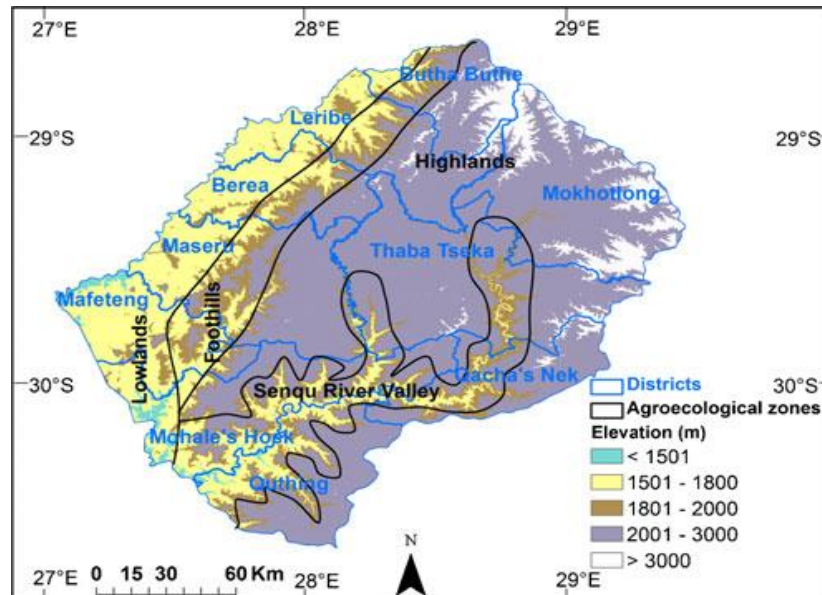 27°E
28°E
29°E
Butha Buthe
Leribe
29°S
29°S
Highlands
Berea
Mokhotlong
Maseru
Thaba Tseka
Mafeteng
Lowlands
Foothills
30°S
30°S
Qacha's Nek
Senqu River Valley
Districts
Agroecological zones
Mohale's Hoek
Elevation (m)
< 1501
Quthing
1501 - 1800
1801 - 2000
2001 - 3000
N
> 3000
0 15 30 60 Km
27°E
28°E
29°E